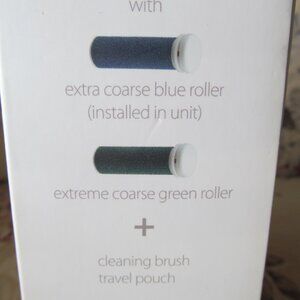 with
extra coarse blue roller
(installed in unit)
extreme coarse green roller
+
cleaning brush
travel pouch